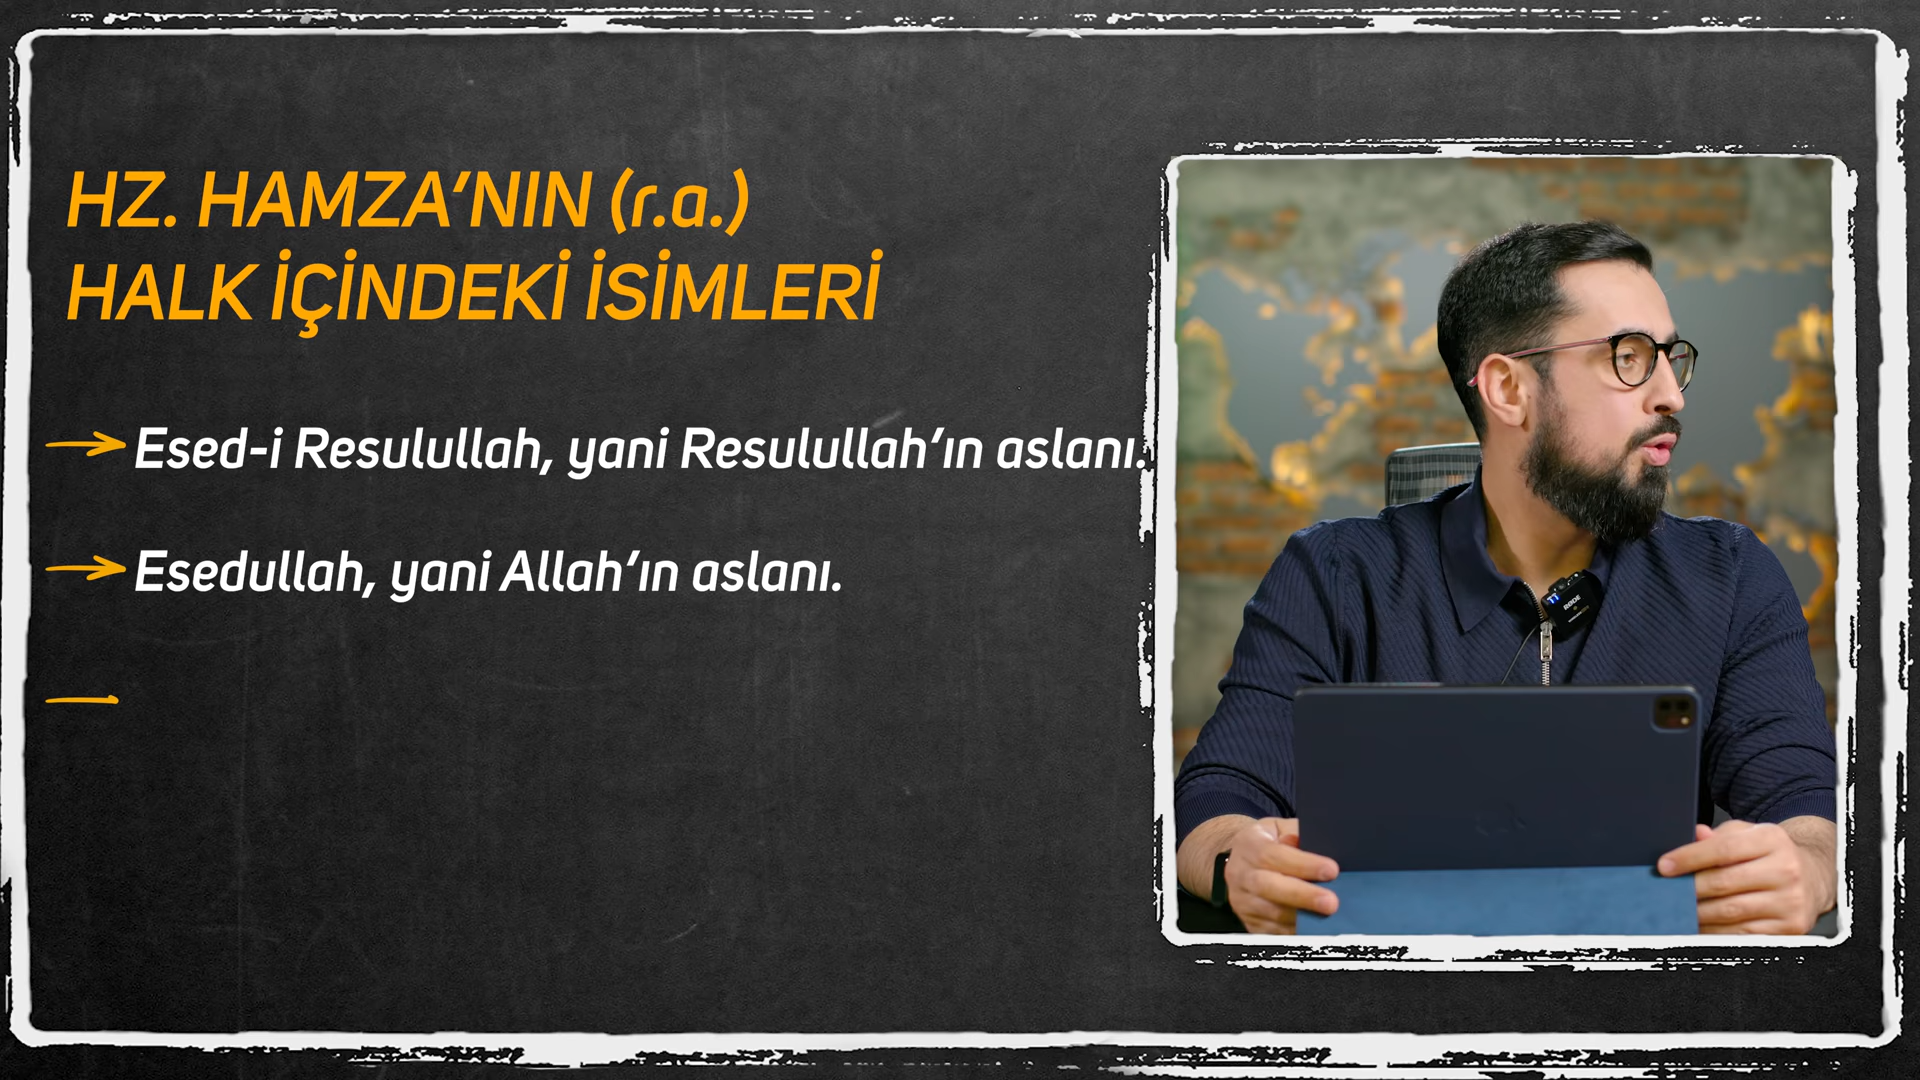 HZ. HAMZA’NIN (r.a.)
HALK İÇİNDEKİ İSİMLERİ
Esed-i Resulullah, yani Resulullah’ın aslanı.
Esedullah, yani Allah’ın aslanı.
RØDE